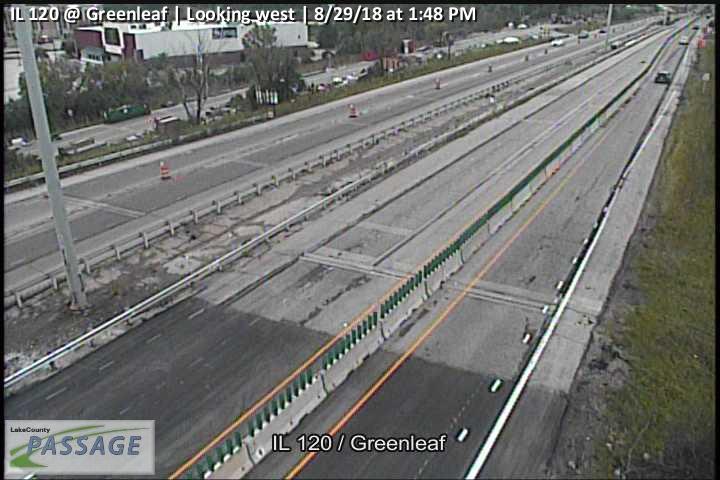 IL 120 @ Greenleaf | Looking west | 8/29/18 at 1:48 PM
IL 120 / Greenleaf
LakeCounty
PASSAGE